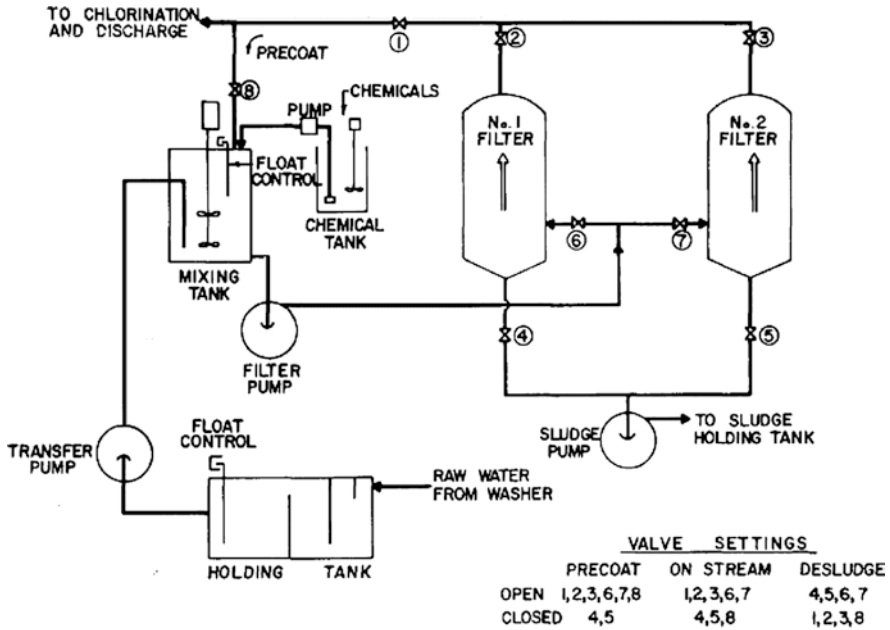 TO CHLORINATION
AND DISCHARGE
PRECOAT
①
②
③
⑧
PUMP
CHEMICALS
FLOAT
CONTROL
CHEMICAL
TANK
MIXING
TANK
No. 1
FILTER
No. 2
FILTER
⑥
⑦
④
⑤
FILTER
PUMP
FLOAT
CONTROL
TRANSFER
PUMP
RAW WATER
FROM WASHER
HOLDING TANK
SLUDGE
PUMP
TO SLUDGE
HOLDING TANK
VALVE SETTINGS
PRECOAT ON STREAM DESLUDGE
OPEN 1,2,3,6,7,8 1,2,3,6,7 4,5,6,7
CLOSED 4,5 4,5,8 1,2,3,8